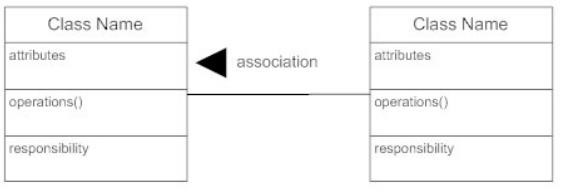 Class Name
attributes
operations()
responsibility
association
Class Name
attributes
operations()
responsibility